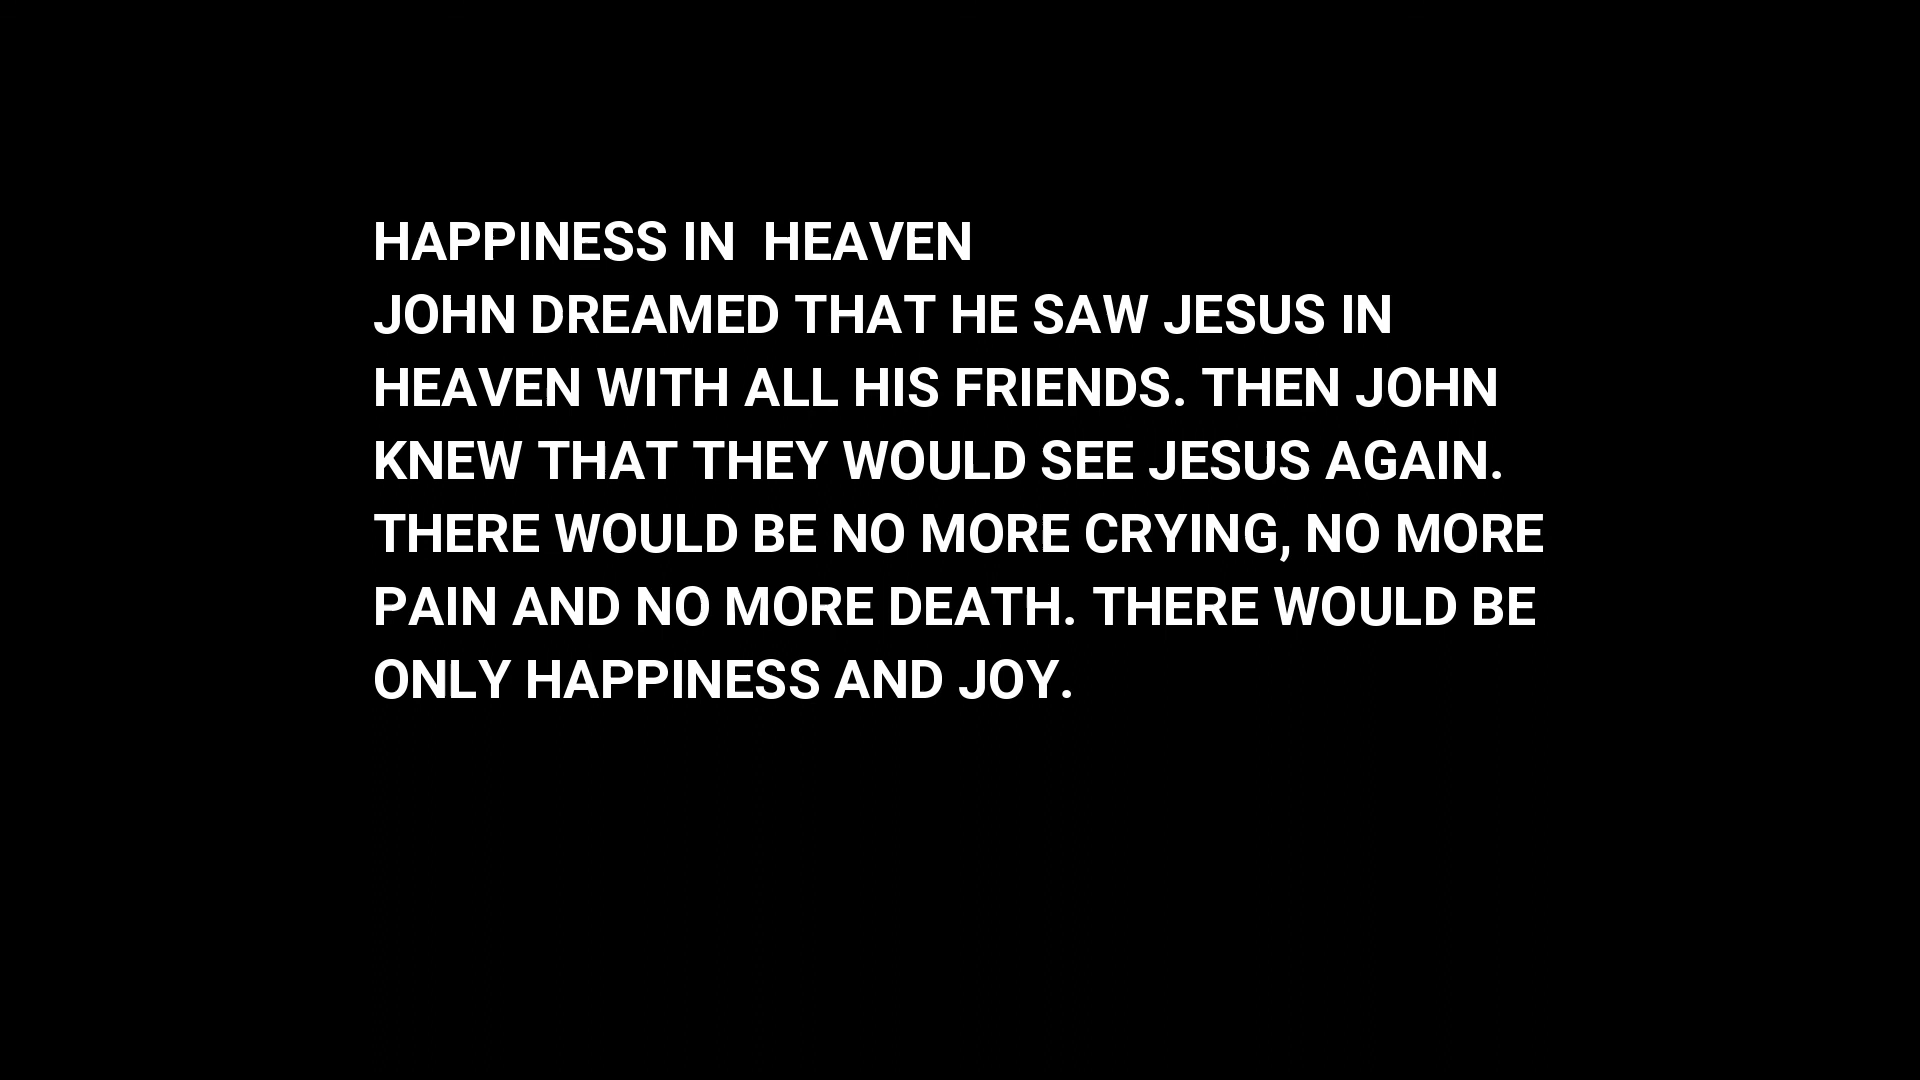 HAPPINESS IN  HEAVEN
JOHN DREAMED THAT HE SAW JESUS IN
HEAVEN WITH ALL HIS FRIENDS. THEN JOHN
KNEW THAT THEY WOULD SEE JESUS AGAIN.
THERE WOULD BE NO MORE CRYING, NO MORE
PAIN AND NO MORE DEATH. THERE WOULD BE
ONLY HAPPINESS AND JOY.